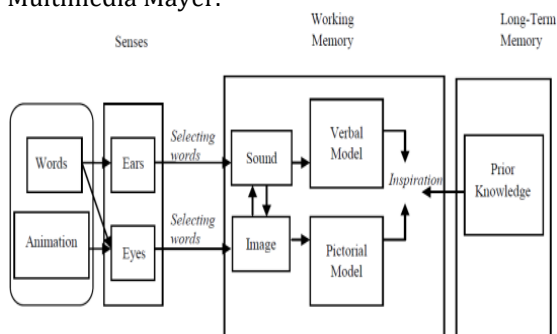 Multimedia Mayer.
Senses
Working
Memory
Long-Term
Memory
Words
Animation
Ears
Eyes
Selecting
words
Selecting
words
Sound
Image
Verbal
Model
Pictorial
Model
Inspiration
Prior
Knowledge